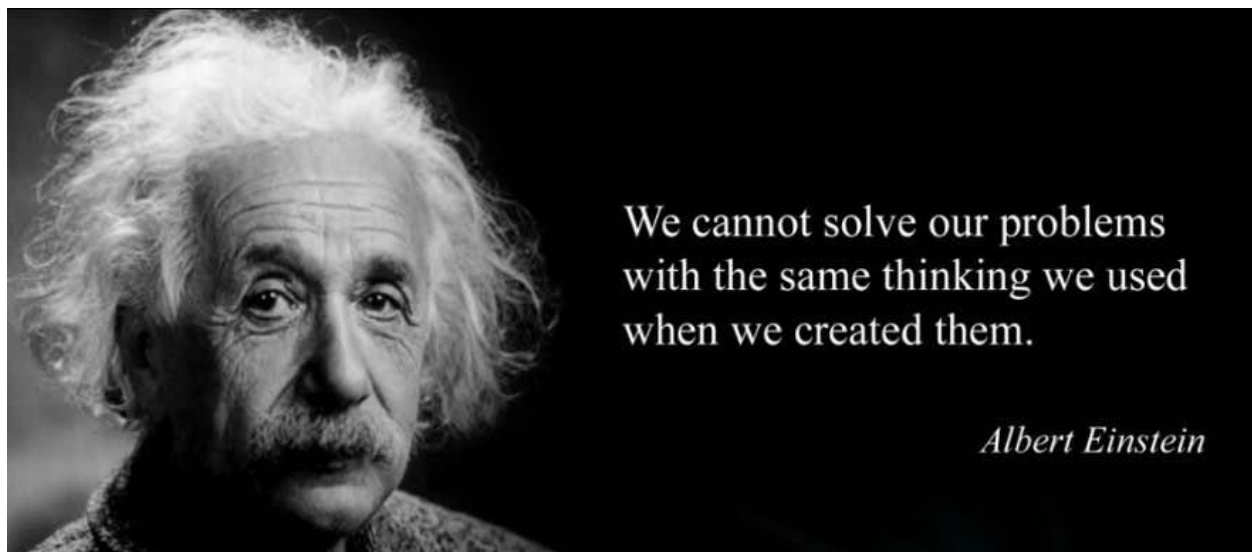 We cannot solve our problems
with the same thinking we used
when we created them.
Albert Einstein